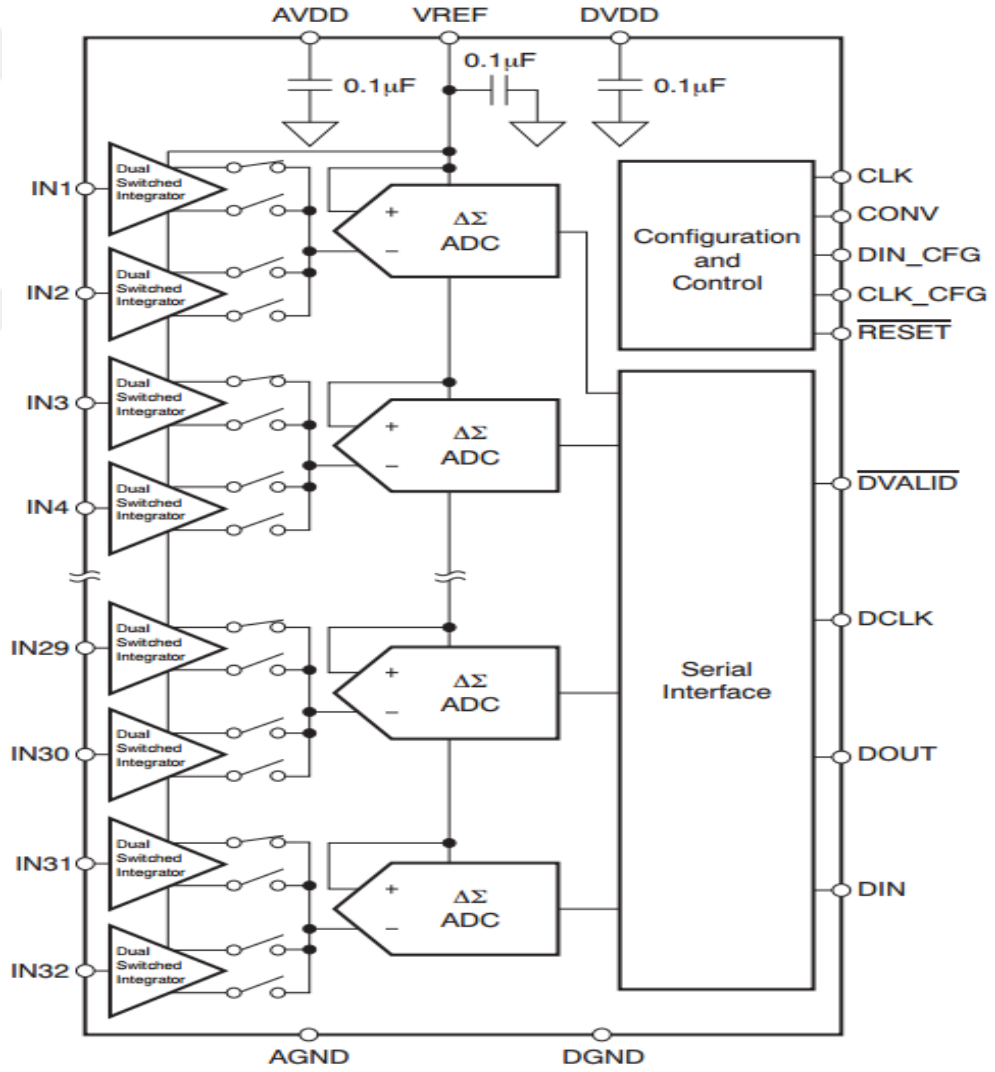 AVDD VREF DVDD
0.1μF
0.1μF
0.1μF
Dual
Switched
Integrator
IN1
+
−
ΔΣ
ADC
Dual
Switched
Integrator
IN2
Configuration
and
Control
CLK
CONV
DIN_CFG
CLK_CFG
RESET
Dual
Switched
Integrator
IN3
+
−
ΔΣ
ADC
Dual
Switched
Integrator
IN4
Dual
Switched
Integrator
IN29
+
−
ΔΣ
ADC
Dual
Switched
Integrator
IN30
Dual
Switched
Integrator
IN31
+
−
ΔΣ
ADC
Dual
Switched
Integrator
IN32
Serial
Interface
DVALID
DCLK
DOUT
DIN
AGND DGND